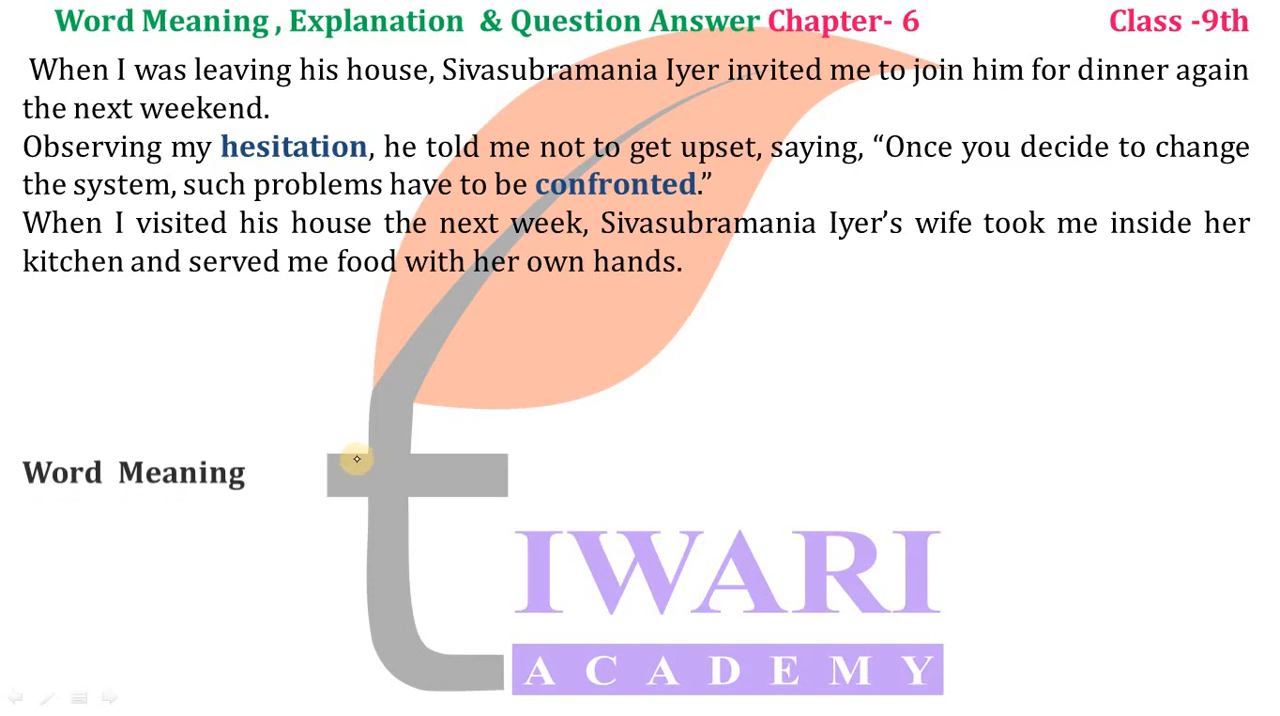 Word Meaning , Explanation & Question Answer Chapter- 6 Class -9th
When I was leaving his house, Sivasubramania Iyer invited me to join him for dinner again
the next weekend.
Observing my hesitation, he told me not to get upset, saying, “Once you decide to change
the system, such problems have to be confronted.”
When I visited his house the next week, Sivasubramania Iyer’s wife took me inside her
kitchen and served me food with her own hands.
Word Meaning
tIWARI
ACADEMY